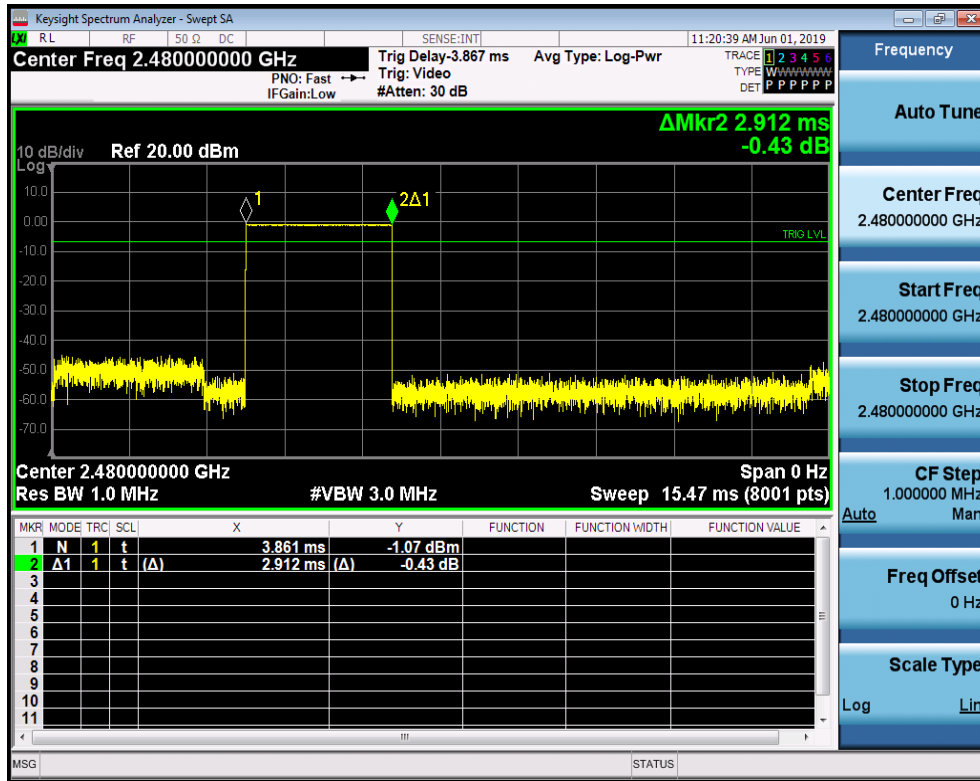 Keysight Spectrum Analyzer - Swept SA
LXI RL RF 50 Ω DC SENSE:INT 11:20:39 AM Jun 01, 2019
Center Freq 2.480000000 GHz
PNO: Fast
IFGain:Low
Trig Delay-3.867 ms
Trig: Video
#Atten: 30 dB
Avg Type: Log-Pwr
TRACE 1 2 3 4 5 6
TYPE W
DET P P P P P P
ΔMkr2 2.912 ms
-0.43 dB
10 dB/div Ref 20.00 dBm
Log
10.0
0.00
-10.0
-20.0
-30.0
-40.0
-50.0
-60.0
-70.0
1
2Δ1
TRIG LVL
Center 2.480000000 GHz Span 0 Hz
Res BW 1.0 MHz #VBW 3.0 MHz Sweep 15.47 ms (8001 pts)
MKR MODE TRC SCL X Y FUNCTION FUNCTION WIDTH FUNCTION VALUE
1 N 1 t 3.861 ms -1.07 dBm
2 Δ1 1 t (Δ) 2.912 ms (Δ) -0.43 dB
3
4
5
6
7
8
9
10
11
MSG STATUS
Frequency
Auto Tune
Center Freq
2.480000000 GHz
Start Freq
2.480000000 GHz
Stop Freq
2.480000000 GHz
CF Step
1.000000 MHz
Auto Man
Freq Offset
0 Hz
Scale Type
Log Lin